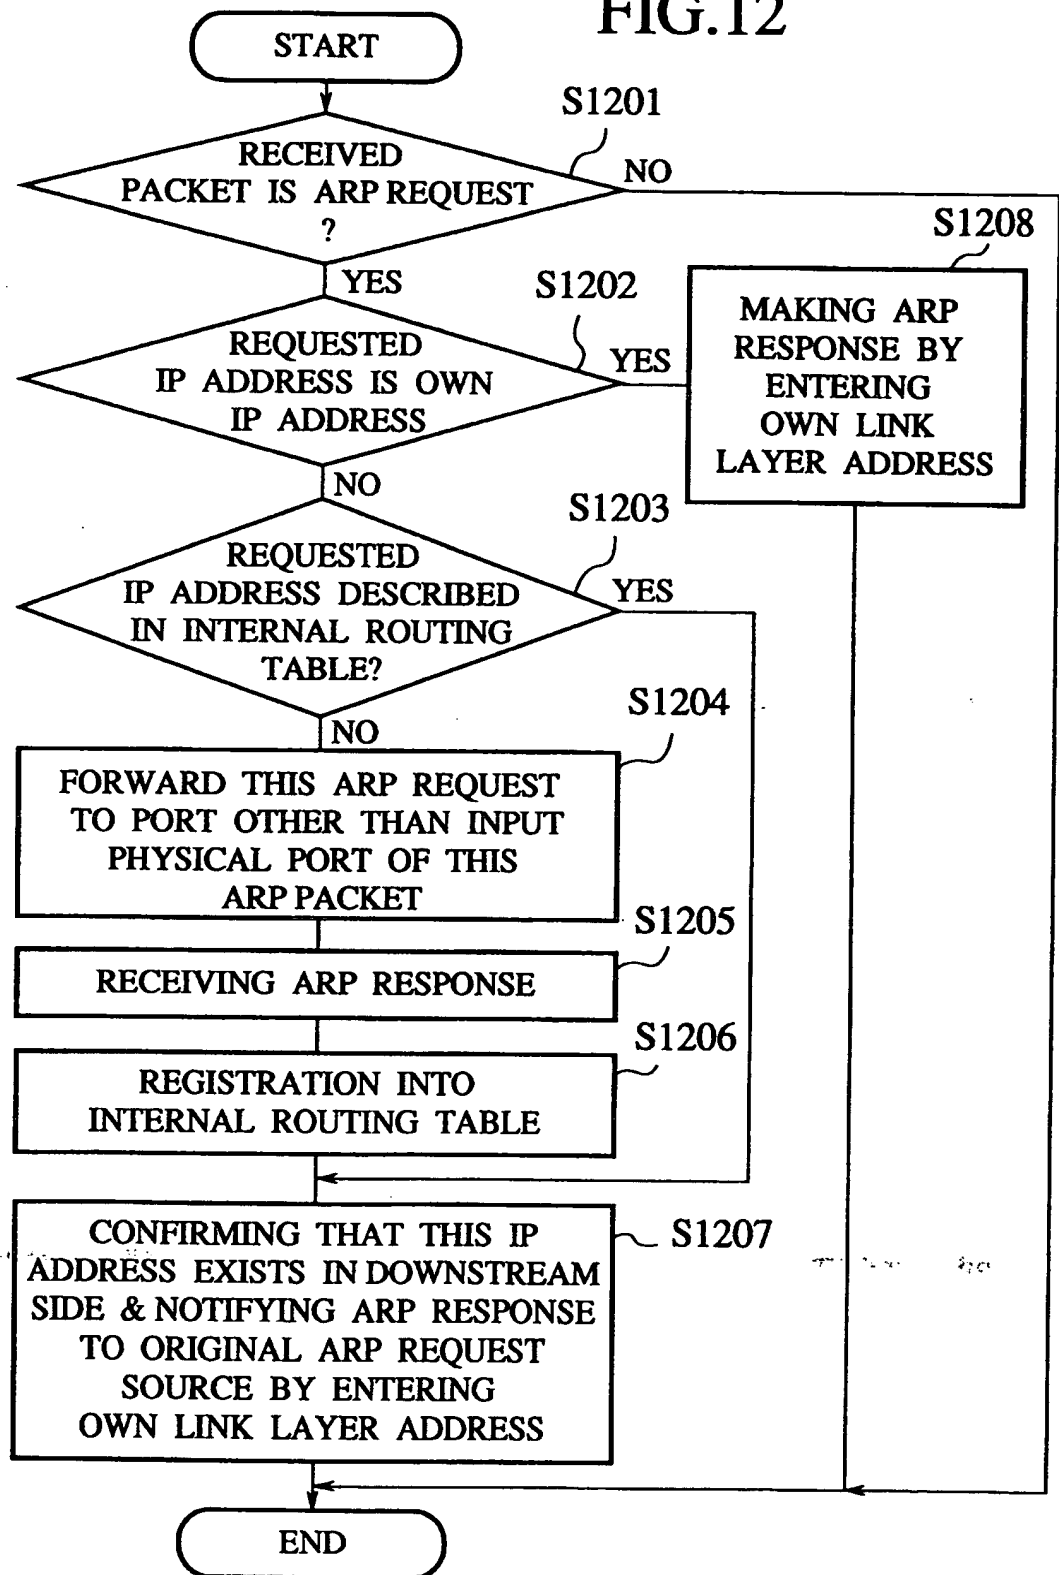 FIG.12
START
S1201
RECEIVED
PACKET IS ARP REQUEST
?
NO
YES
S1208
MAKING ARP
RESPONSE BY
ENTERING
OWN LINK
LAYER ADDRESS
S1202
REQUESTED
IP ADDRESS IS OWN
IP ADDRESS
YES
NO
S1203
REQUESTED
IP ADDRESS DESCRIBED
IN INTERNAL ROUTING
TABLE?
YES
NO
S1204
FORWARD THIS ARP REQUEST
TO PORT OTHER THAN INPUT
PHYSICAL PORT OF THIS
ARP PACKET
S1205
RECEIVING ARP RESPONSE
S1206
REGISTRATION INTO
INTERNAL ROUTING TABLE
S1207
CONFIRMING THAT THIS IP
ADDRESS EXISTS IN DOWNSTREAM
SIDE & NOTIFYING ARP RESPONSE
TO ORIGINAL ARP REQUEST
SOURCE BY ENTERING
OWN LINK LAYER ADDRESS
END